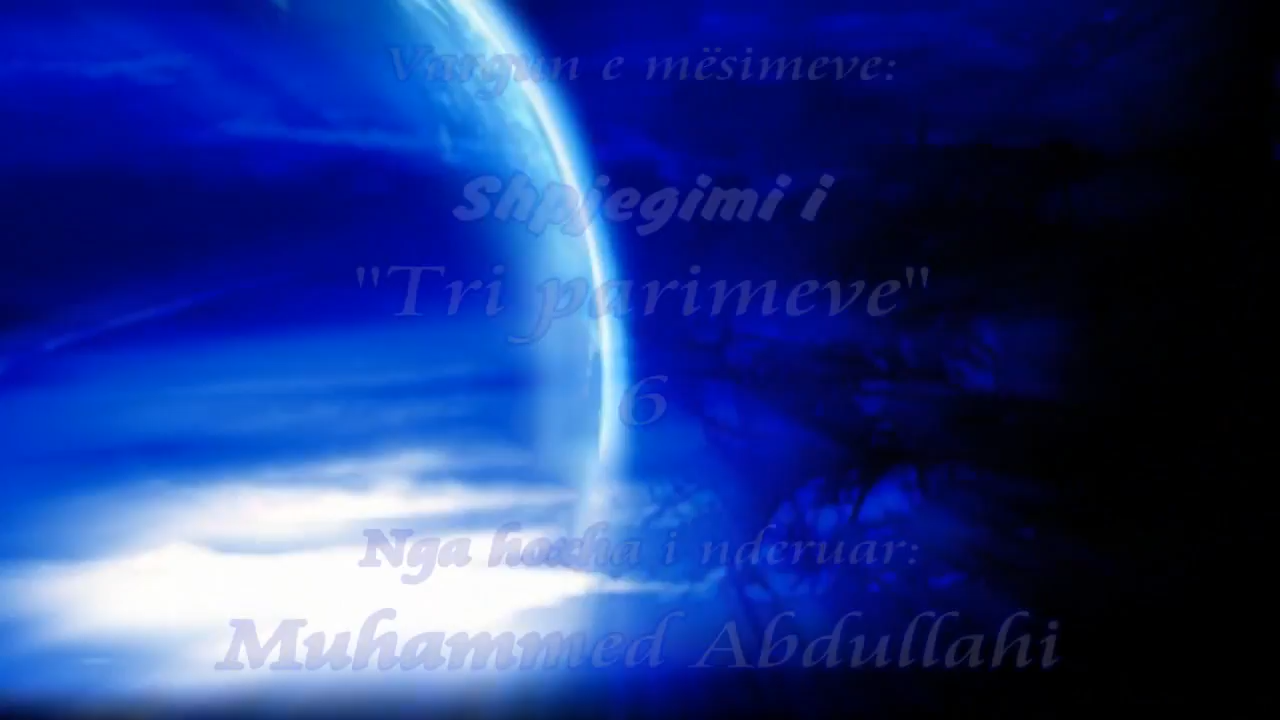 Vargun e mësimeve:
Shpjegimi i
"Tri parimeve"
6
Nga hoxha i nderuar:
Muhammed Abdullahi